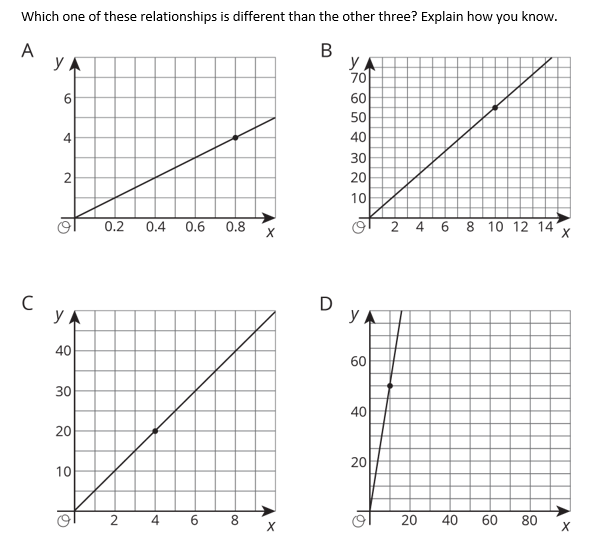 Which one of these relationships is different than the other three? Explain how you know.
A
y
6
4
2
O 0.2 0.4 0.6 0.8 x
B
y
70
60
50
40
30
20
10
O 2 4 6 8 10 12 14 x
C
y
40
30
20
10
O 2 4 6 8 x
D
y
60
40
20
O 20 40 60 80 x